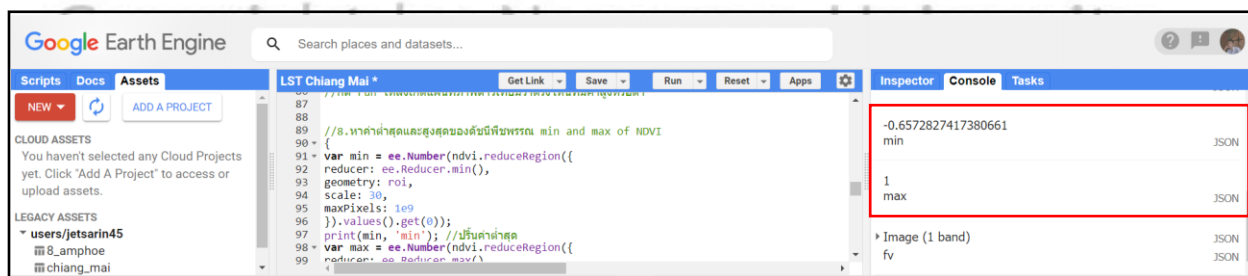 Google Earth Engine
Search places and datasets...
Scripts Docs Assets
NEW
ADD A PROJECT
CLOUD ASSETS
You haven't selected any Cloud Projects
yet. Click "Add A Project" to access or
upload assets.
LEGACY ASSETS
users/jetsarin45
8_amphoe
chiang_mai
LST Chiang Mai *
Get Link Save Run Reset Apps
87
88
89 //8.หาค่าต่ำสุดและสูงสุดของดัชนีพืชพรรณ min and max of NDVI
90 {
91 var min = ee.Number(ndvi.reduceRegion({
92 reducer: ee.Reducer.min(),
93 geometry: roi,
94 scale: 30,
95 maxPixels: 1e9
96 }).values().get(0));
97 print(min, 'min'); //ปริ้นค่าต่ำสุด
98 var max = ee.Number(ndvi.reduceRegion({
99 reducer: ee.Reducer.max()
Inspector Console Tasks
-0.6572827417380661
min JSON
1
max JSON
Image (1 band) JSON
fv JSON